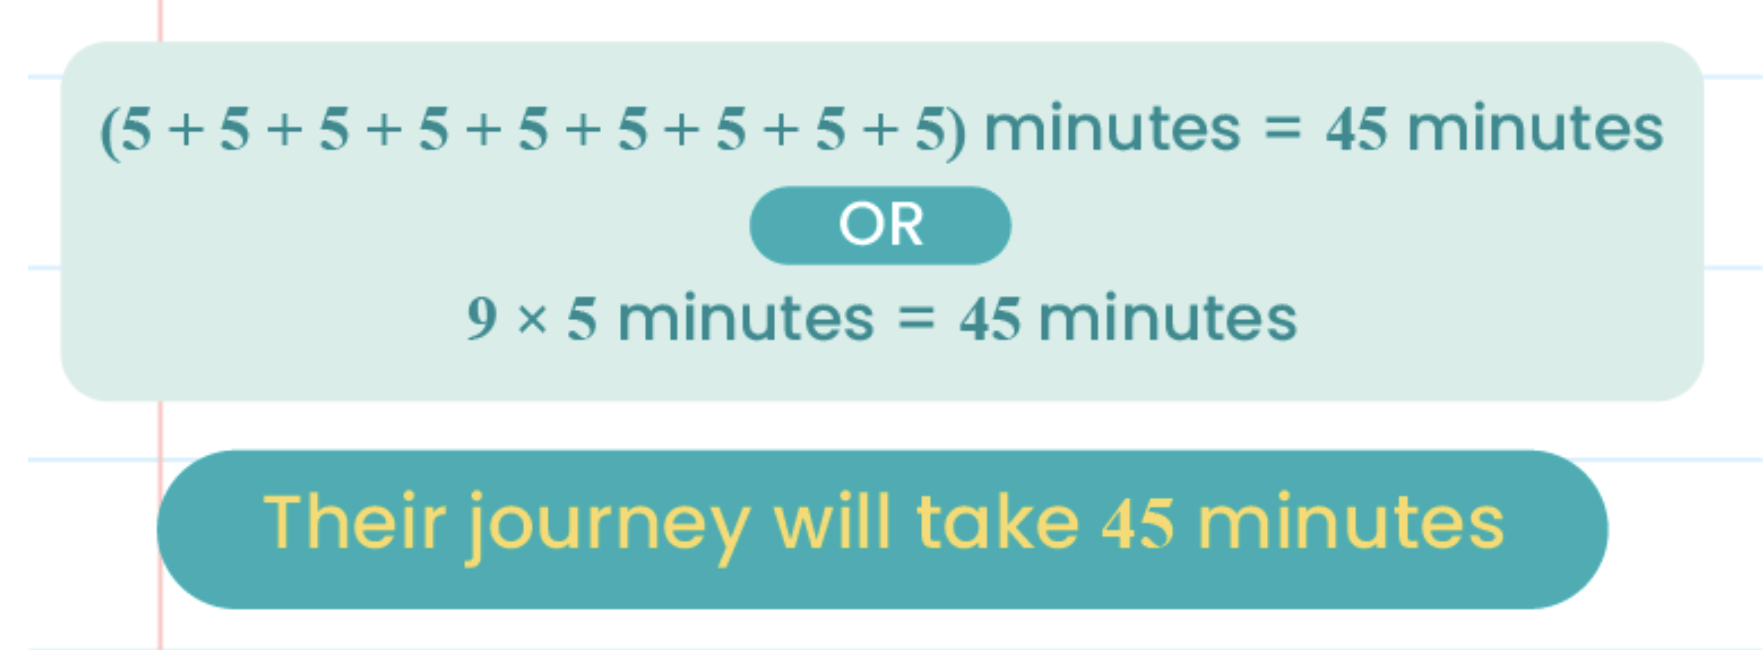 (5 + 5 + 5 + 5 + 5 + 5 + 5 + 5 + 5) minutes = 45 minutes
OR
9 × 5 minutes = 45 minutes
Their journey will take 45 minutes